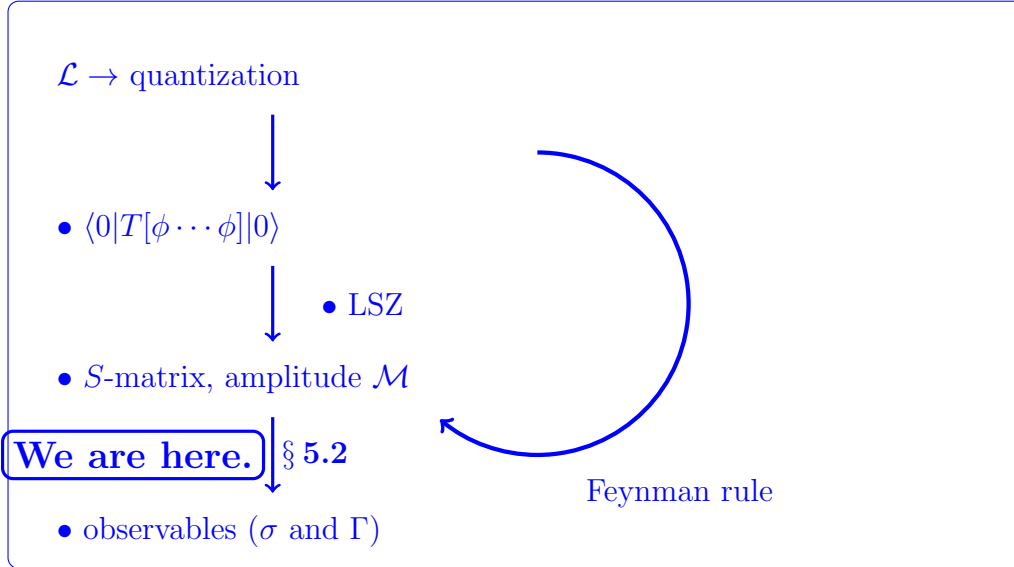 ℒ → quantization
• ⟨0|T[ϕ ⋯ ϕ]|0⟩
• LSZ
• S-matrix, amplitude ℳ
We are here. § 5.2
Feynman rule
• observables (σ and Γ)